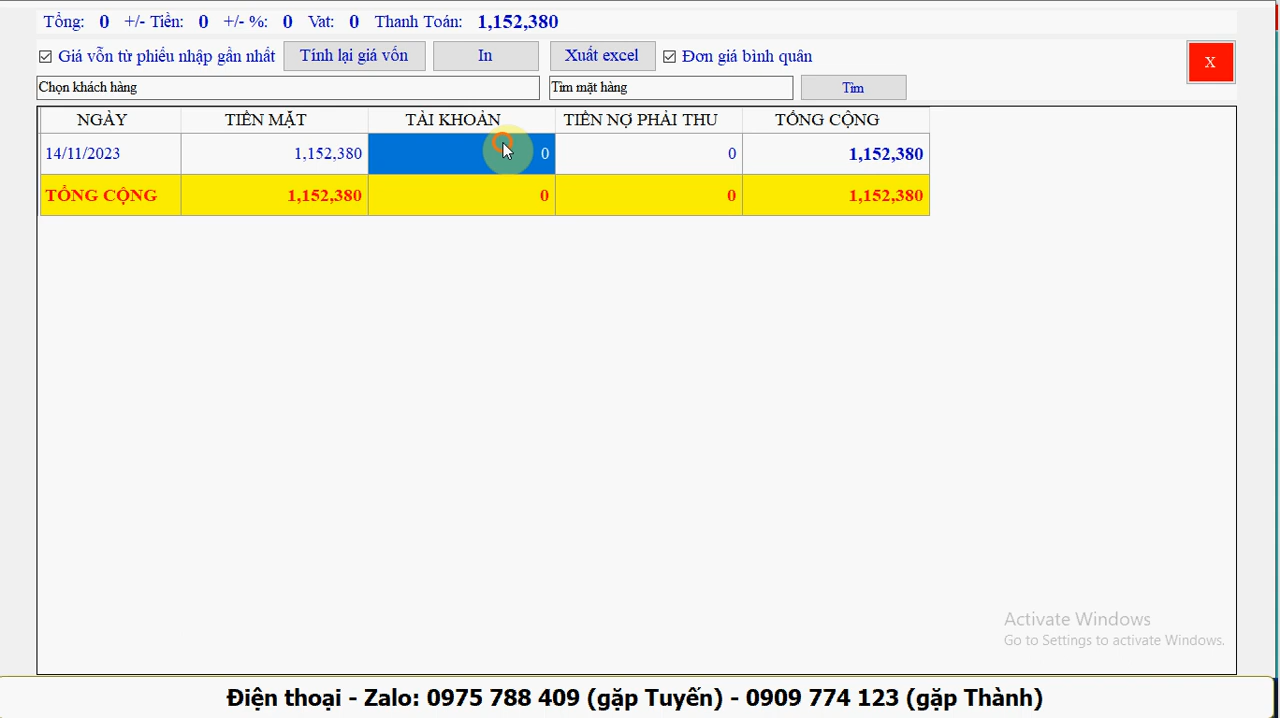 Tổng: 0 +/- Tiền: 0 +/- %: 0 Vat: 0 Thanh Toán: 1,152,380
Giá vốn từ phiếu nhập gần nhất Tính lại giá vốn In Xuất excel Đơn giá bình quân X
Chọn khách hàng Tìm mặt hàng Tìm
NGÀY TIỀN MẶT TÀI KHOẢN TIỀN NỢ PHẢI THU TỔNG CỘNG
14/11/2023 1,152,380 0 0 1,152,380
TỔNG CỘNG 1,152,380 0 0 1,152,380
Activate Windows
Go to Settings to activate Windows.
Điện thoại - Zalo: 0975 788 409 (gặp Tuyến) - 0909 774 123 (gặp Thành)